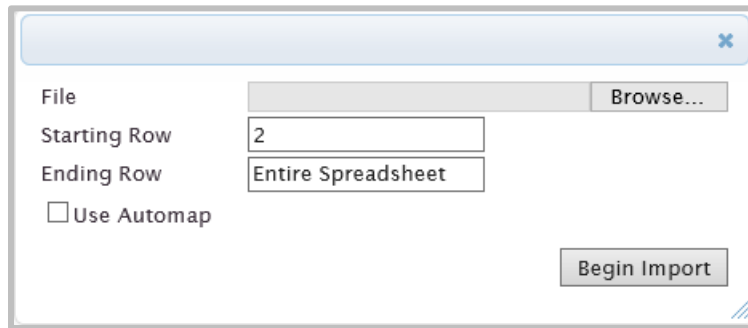 File Browse...
Starting Row 2
Ending Row Entire Spreadsheet
Use Automap
Begin Import